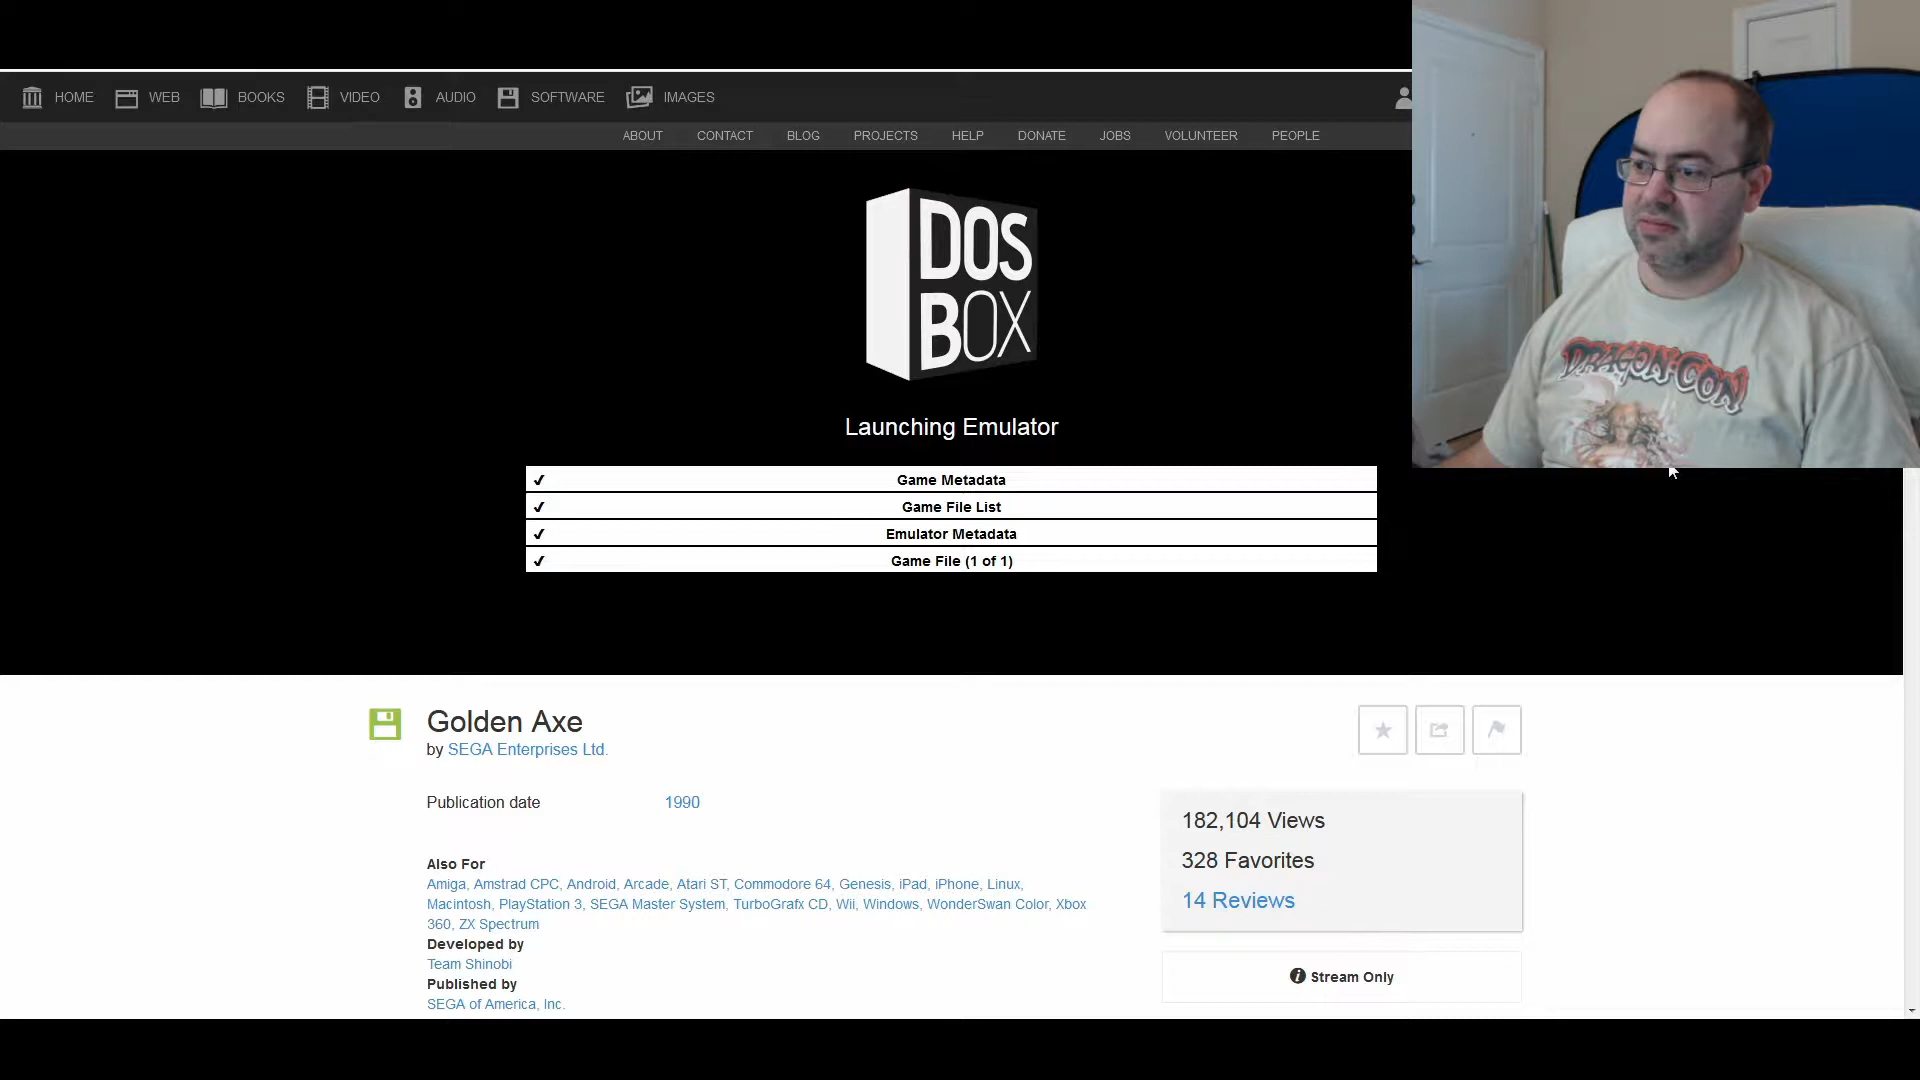 HOME
WEB
BOOKS
VIDEO
AUDIO
SOFTWARE
IMAGES
ABOUT
CONTACT
BLOG
PROJECTS
HELP
DONATE
JOBS
VOLUNTEER
PEOPLE
DOS
BOX
DRAGON CON
Launching Emulator
✔ Game Metadata
✔ Game File List
✔ Emulator Metadata
✔ Game File (1 of 1)
Golden Axe
by SEGA Enterprises Ltd.
Publication date 1990
Also For
Amiga, Amstrad CPC, Android, Arcade, Atari ST, Commodore 64, Genesis, iPad, iPhone, Linux,
Macintosh, PlayStation 3, SEGA Master System, TurboGrafx CD, Wii, Windows, WonderSwan Color, Xbox
360, ZX Spectrum
Developed by
Team Shinobi
Published by
SEGA of America, Inc.
182,104 Views
328 Favorites
14 Reviews
Stream Only